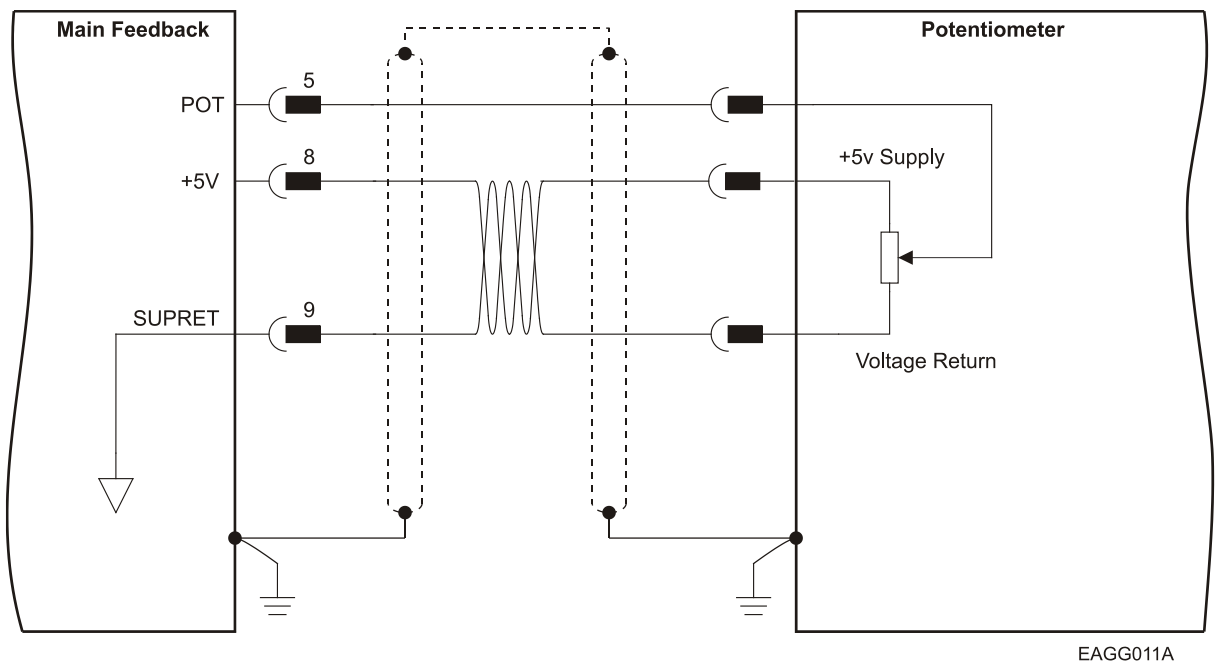 Main Feedback
Potentiometer
POT
5
+5V
8
+5v Supply
SUPRET
9
Voltage Return
EAGG011A